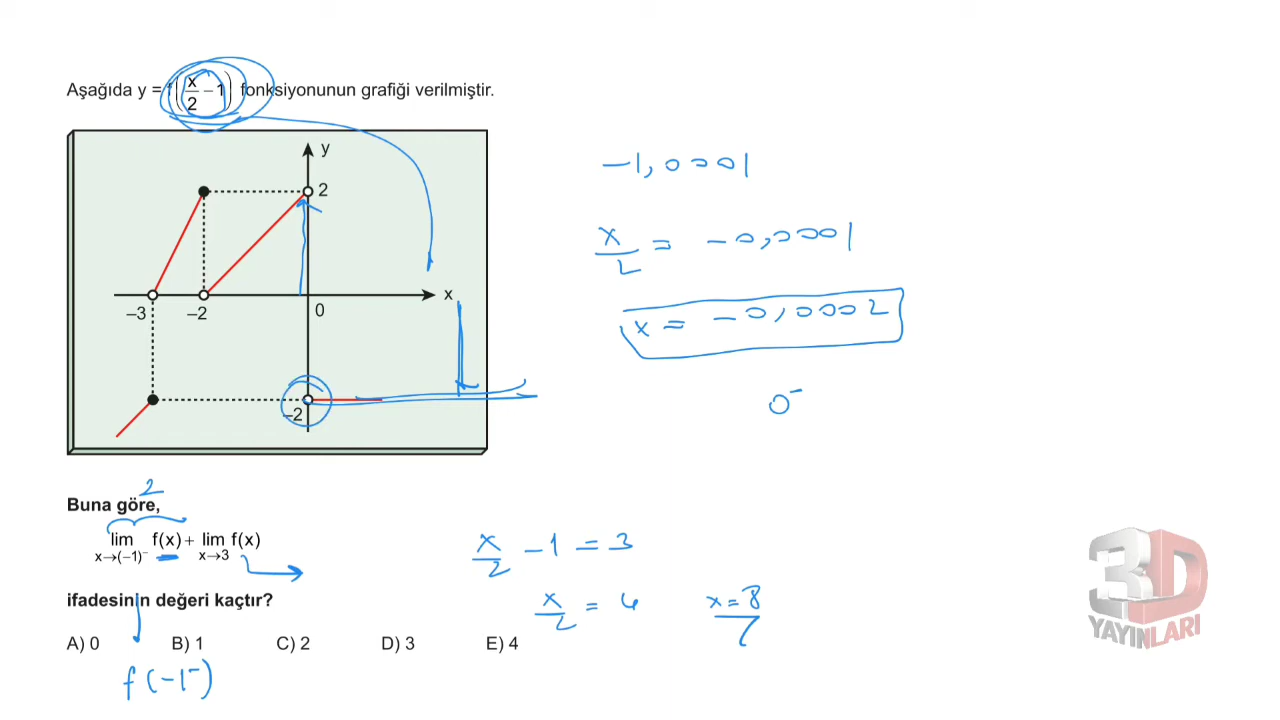 Aşağıda y = f(x/2 − 1) fonksiyonunun grafiği verilmiştir.
y
2
x
0
–3
–2
–2
Buna göre,
2
lim f(x) + lim f(x)
x→(−1)⁻ x→3
ifadesinin değeri kaçtır?
A) 0 B) 1 C) 2 D) 3 E) 4
f(-1⁻)
-1,0001
x/2 = -0,0001
x = -0,0002
0⁻
x/2 - 1 = 3
x/2 = 4
x = 8
3D
YAYINLARI